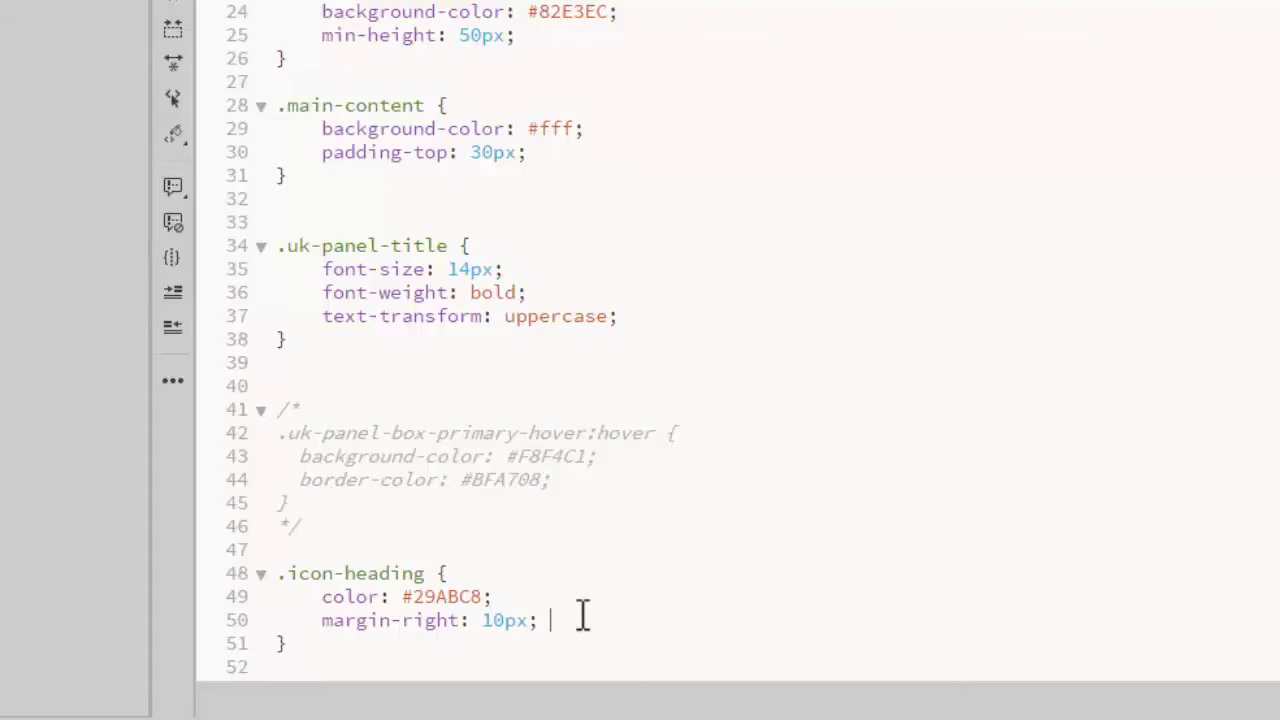 24 background-color: #82E3EC;
25 min-height: 50px;
26 }
27
28 .main-content {
29 background-color: #fff;
30 padding-top: 30px;
31 }
32
33
34 .uk-panel-title {
35 font-size: 14px;
36 font-weight: bold;
37 text-transform: uppercase;
38 }
39
40
41 /*
42 .uk-panel-box-primary-hover:hover {
43 background-color: #F8F4C1;
44 border-color: #BFA708;
45 }
46 */
47
48 .icon-heading {
49 color: #29ABC8;
50 margin-right: 10px;
51 }
52